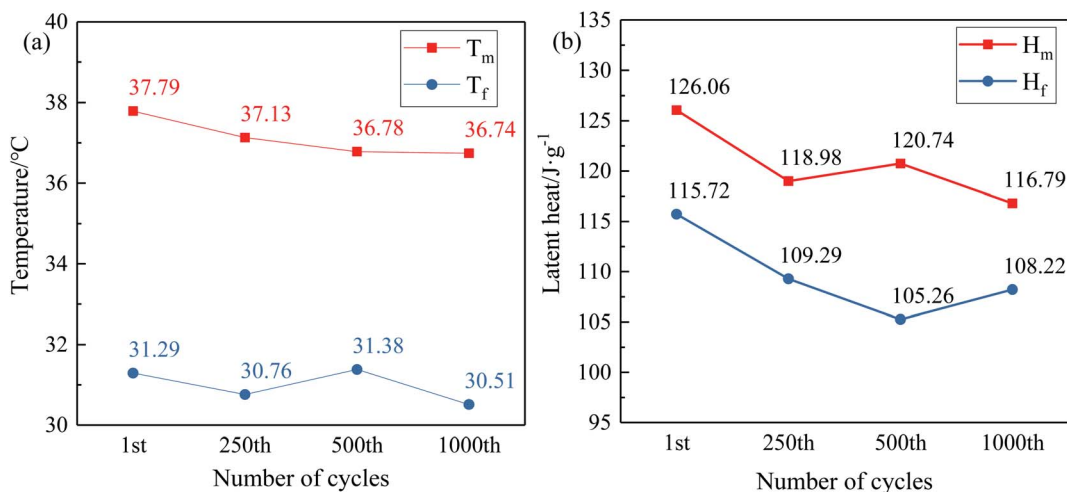 (a)
40
38
36
34
32
30
Temperature/°C
Tm
Tf
37.79
37.13
36.78
36.74
31.29
30.76
31.38
30.51
1st 250th 500th 1000th
Number of cycles
(b)
135
130
125
120
115
110
105
100
95
Latent heat/J·g⁻¹
Hm
Hf
126.06
118.98
120.74
116.79
115.72
109.29
105.26
108.22
1st 250th 500th 1000th
Number of cycles